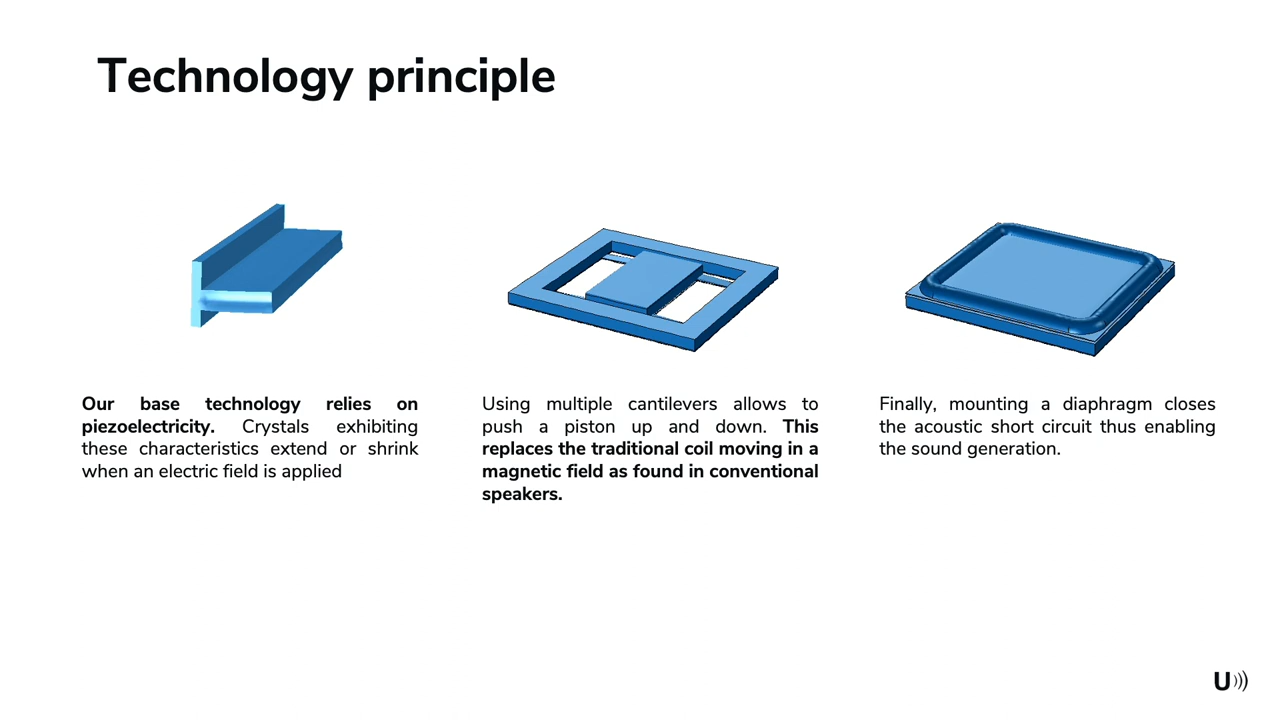 Technology principle
Our base technology relies on
piezoelectricity. Crystals exhibiting
these characteristics extend or shrink
when an electric field is applied
Using multiple cantilevers allows to
push a piston up and down. This
replaces the traditional coil moving in a
magnetic field as found in conventional
speakers.
Finally, mounting a diaphragm closes
the acoustic short circuit thus enabling
the sound generation.
U